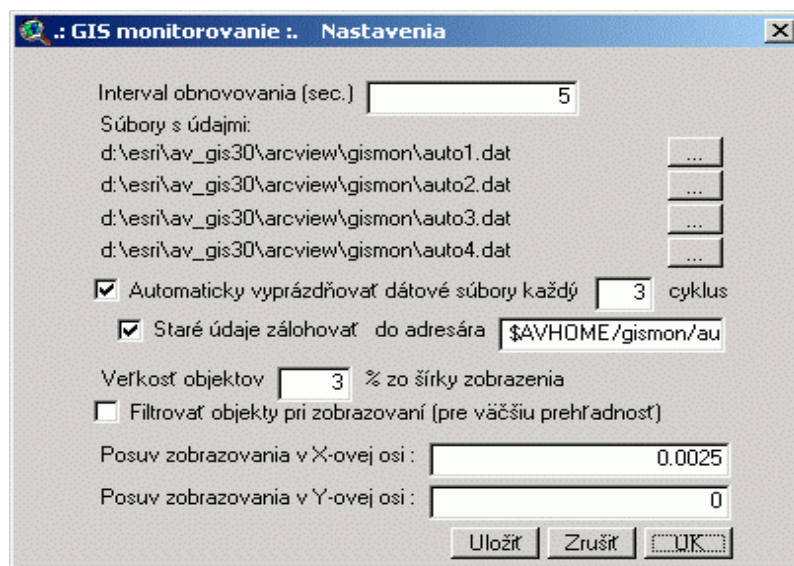 .: GIS monitorovanie :. Nastavenia
Interval obnovovania (sec.) 5
Súbory s údajmi:
d:\esri\av_gis30\arcview\gismon\auto1.dat ...
d:\esri\av_gis30\arcview\gismon\auto2.dat ...
d:\esri\av_gis30\arcview\gismon\auto3.dat ...
d:\esri\av_gis30\arcview\gismon\auto4.dat ...
Automaticky vyprázdňovať dátové súbory každý 3 cyklus
Staré údaje zálohovať do adresára $AVHOME/gismon/au
Veľkosť objektov 3 % zo šírky zobrazenia
Filtrovať objekty pri zobrazovaní (pre väčšiu prehľadnosť)
Posuv zobrazovania v X-ovej osi : 0.0025
Posuv zobrazovania v Y-ovej osi : 0
Uložiť Zrušiť OK